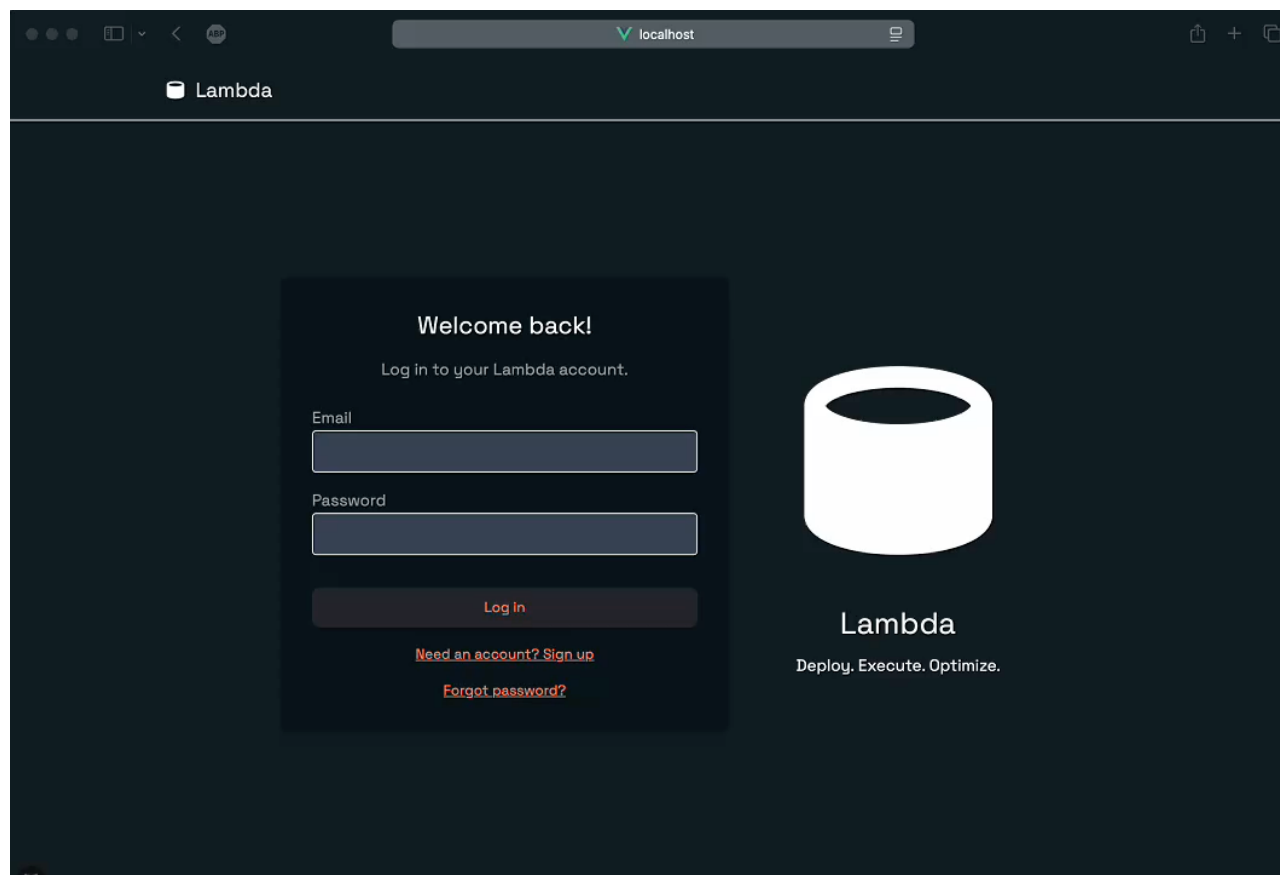 ABP
localhost
Lambda
Welcome back!
Log in to your Lambda account.
Email
Password
Log in
Need an account? Sign up
Forgot password?
Lambda
Deploy. Execute. Optimize.